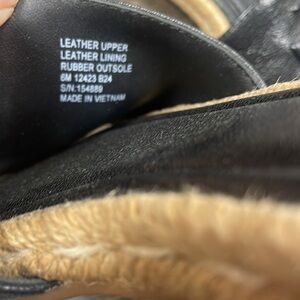 LEATHER UPPER
LEATHER LINING
RUBBER OUTSOLE
6M 12423 B24
S/N:154889
MADE IN VIETNAM